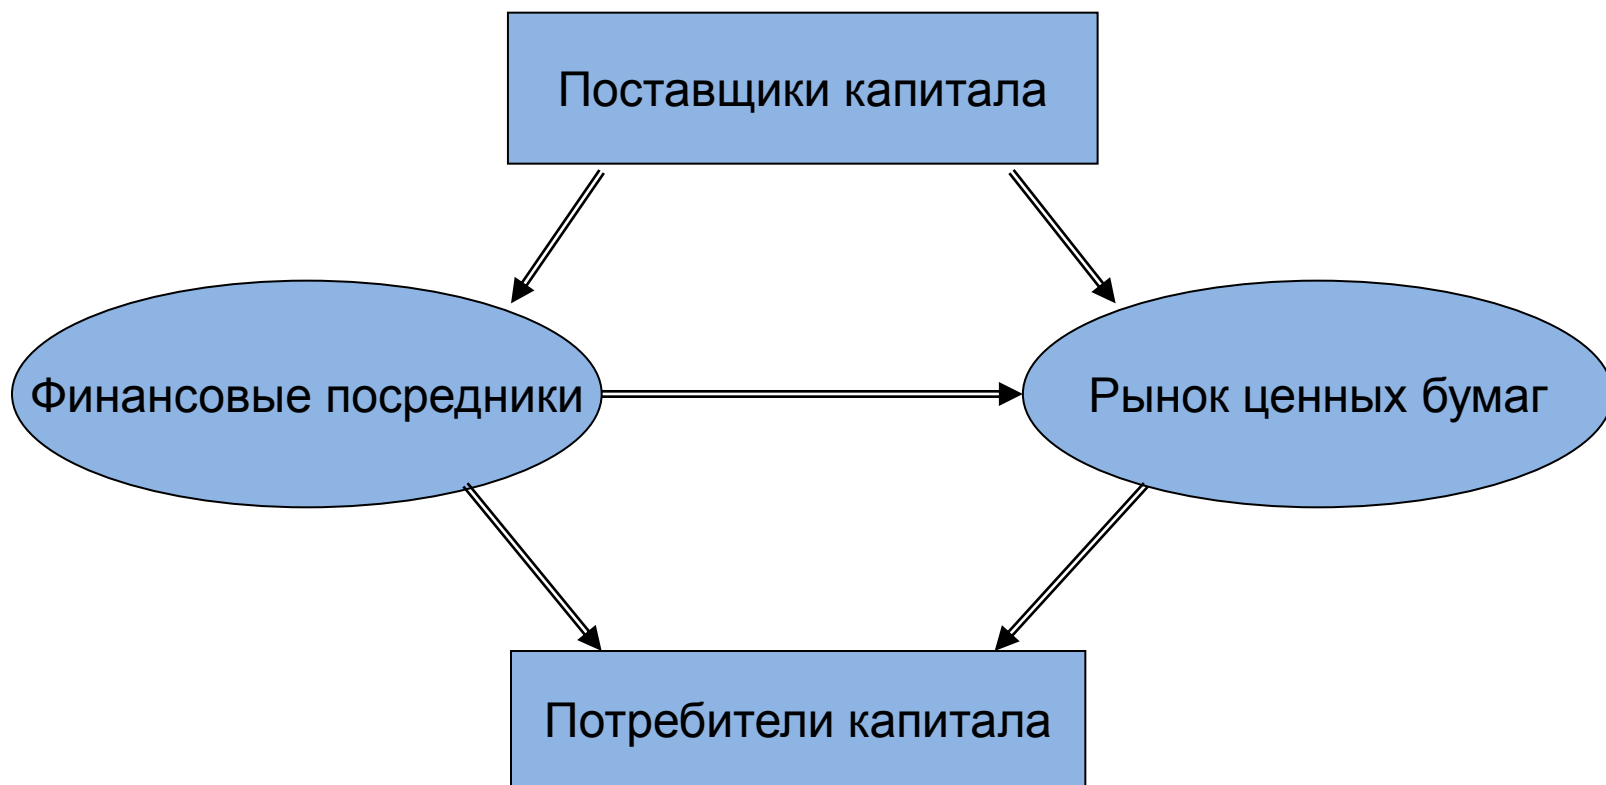 Поставщики капитала
Финансовые посредники
Рынок ценных бумаг
Потребители капитала